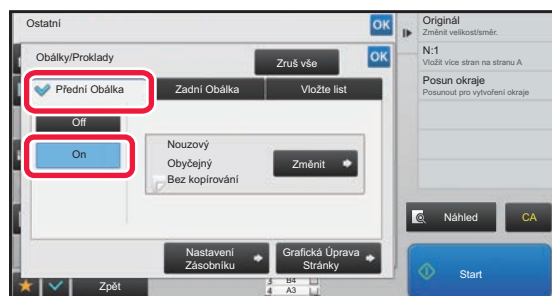 Ostatní
OK
Obálky/Proklady
Zruš vše
OK
Přední Obálka
Zadní Obálka
Vložte list
Off
On
Nouzový
Obyčejný
Bez kopírování
Změnit
Nastavení
Zásobníku
Grafická Úprava
Stránky
Zpět
3 B4
4 A3
Originál
Změnit velikost/směr.
N:1
Vložit více stran na stranu A
Posun okraje
Posunout pro vytvoření okraje
Náhled
CA
Start